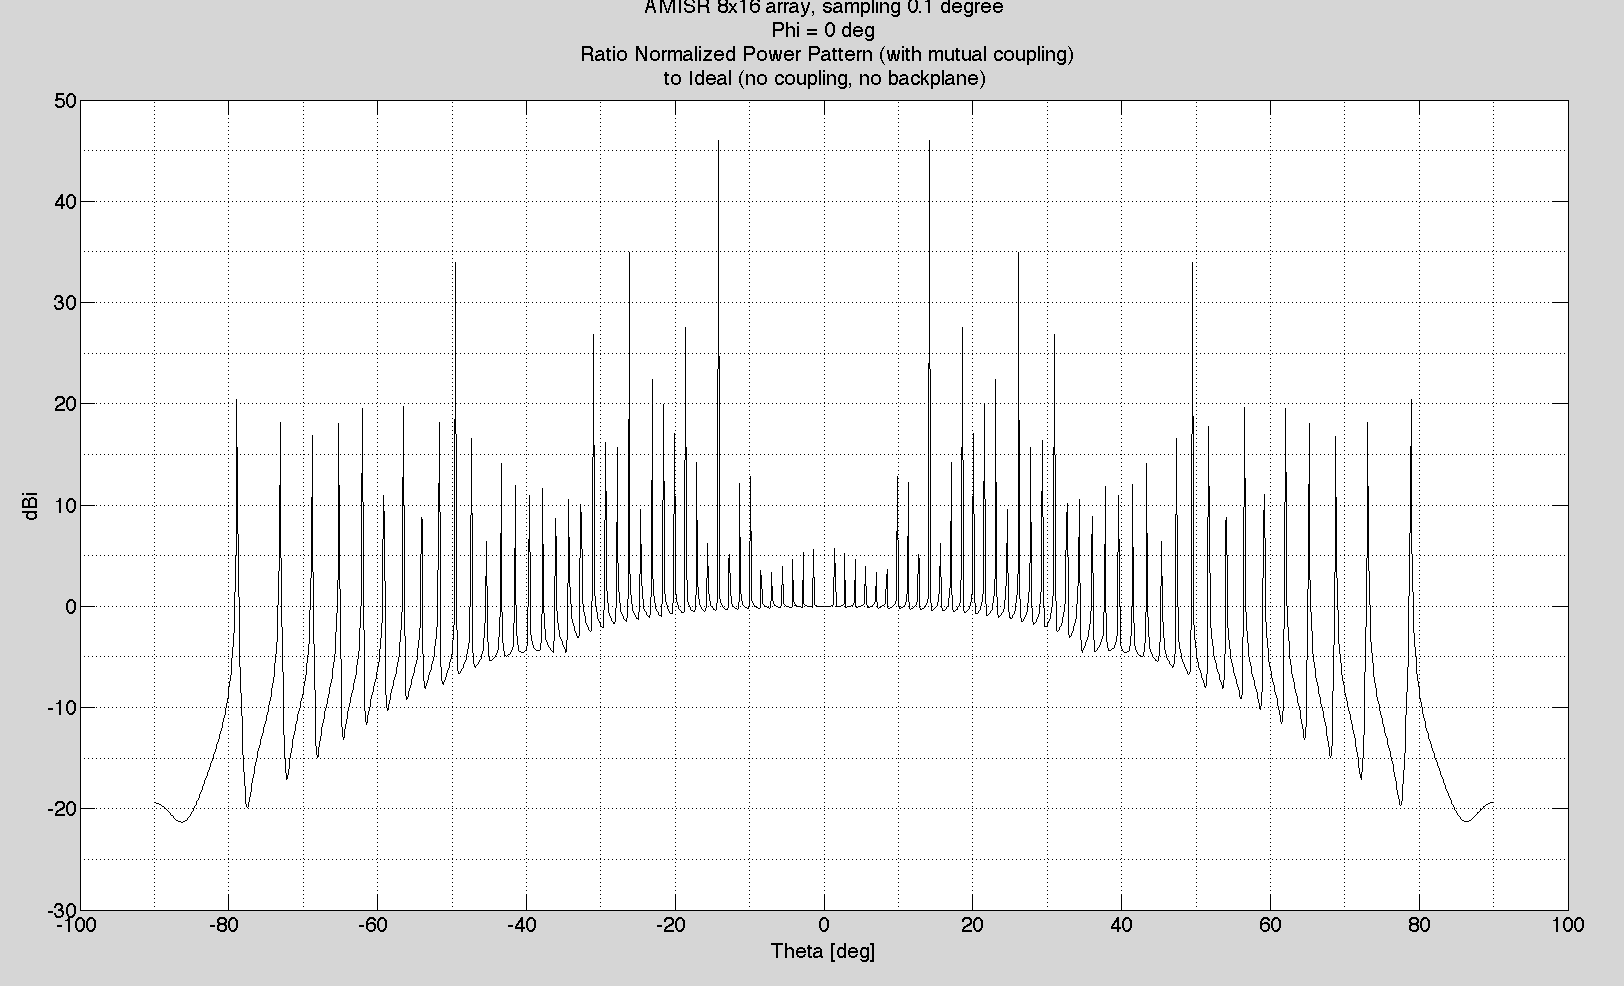 AMISR 8x16 array, sampling 0.1 degree
Phi = 0 deg
Ratio Normalized Power Pattern (with mutual coupling)
to Ideal (no coupling, no backplane)
50
40
30
20
10
0
-10
-20
-30
dBi
-100 -80 -60 -40 -20 0 20 40 60 80 100
Theta [deg]